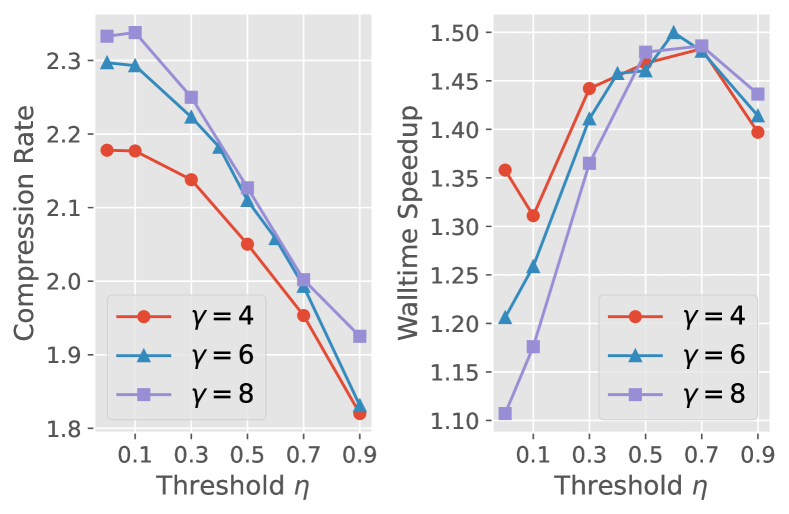 Compression Rate
2.3
2.2
2.1
2.0
1.9
1.8
γ = 4
γ = 6
γ = 8
0.1 0.3 0.5 0.7 0.9
Threshold η
Walltime Speedup
1.50
1.45
1.40
1.35
1.30
1.25
1.20
1.15
1.10
γ = 4
γ = 6
γ = 8
0.1 0.3 0.5 0.7 0.9
Threshold η